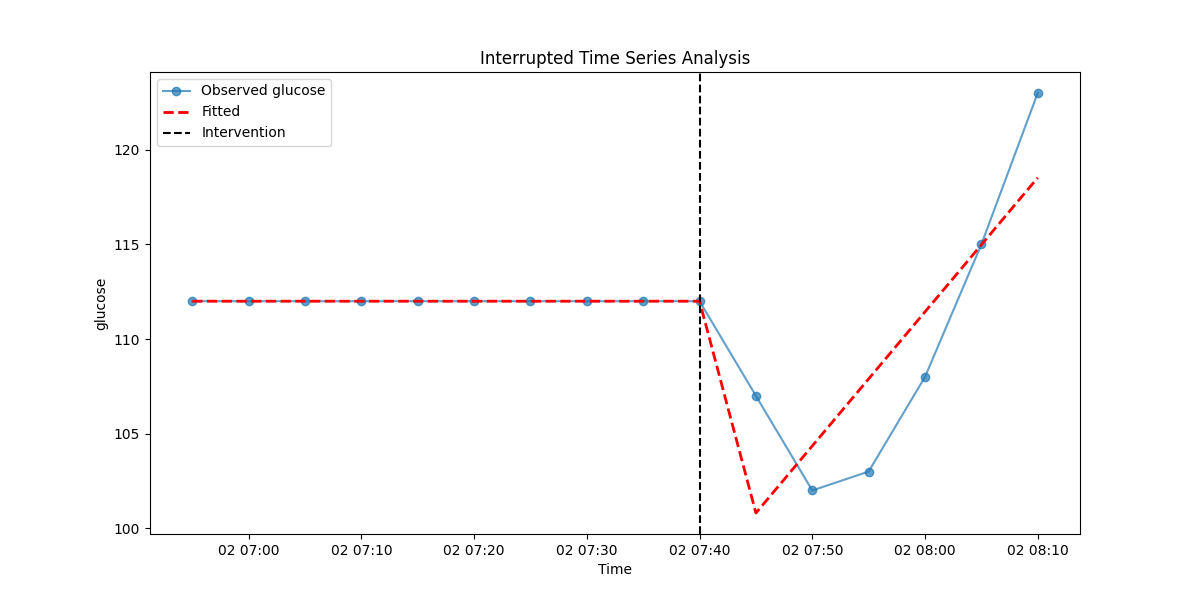 Interrupted Time Series Analysis
Observed glucose
Fitted
Intervention
glucose
120
115
110
105
100
02 07:00 02 07:10 02 07:20 02 07:30 02 07:40 02 07:50 02 08:00 02 08:10
Time